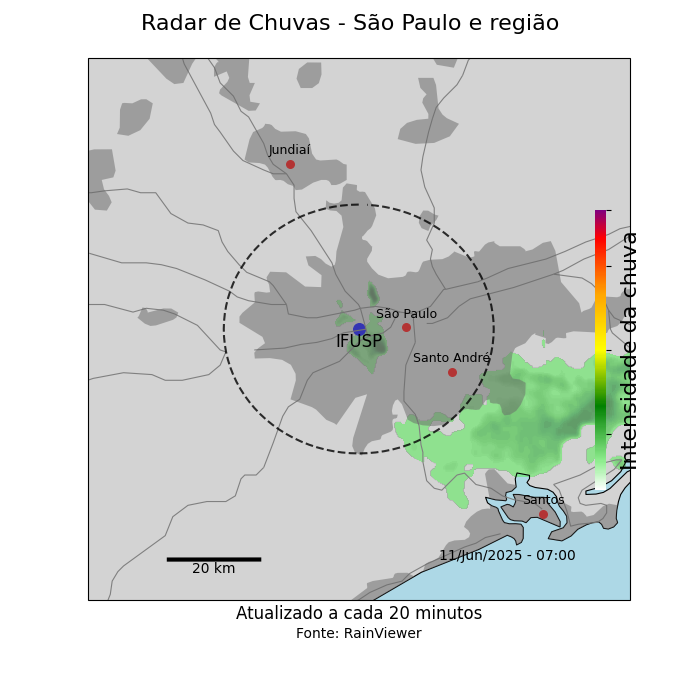 Radar de Chuvas - São Paulo e região
Jundiaí
São Paulo
IFUSP
Santo André
Intensidade da chuva
Santos
11/Jun/2025 - 07:00
20 km
Atualizado a cada 20 minutos
Fonte: RainViewer